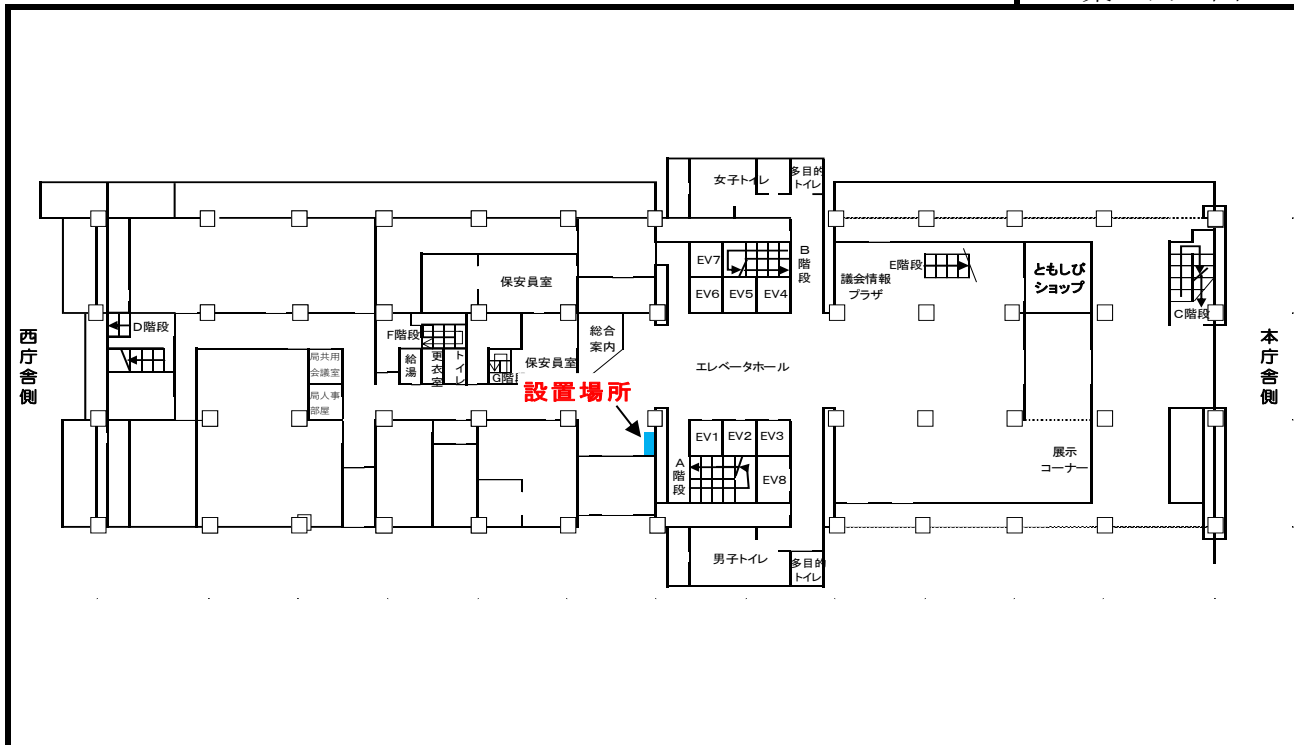 女子トイレ
多目的
トイレ
EV7
B
階
段
EV6
EV5
EV4
保安員室
E階段
議会情報
プラザ
ともしび
ショップ
C階段
西
庁
舎
側
D階段
F階段
給
湯
更
衣
室
ト
イ
レ
G階段
保安員室
総合
案内
エレベータホール
本
庁
舎
側
局共用
会議室
局人事
部屋
設置場所
EV1
EV2
EV3
A
階
段
EV8
展示
コーナー
男子トイレ
多目的
トイレ